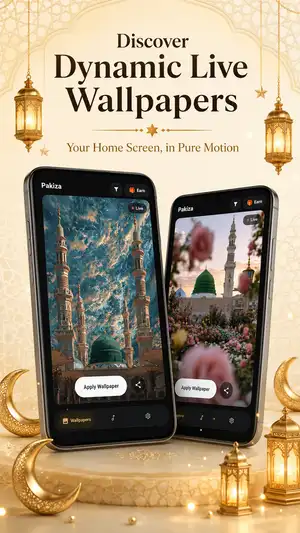 Discover
Dynamic Live
Wallpapers
Your Home Screen, in Pure Motion
Pakiza
Earn
Live
Apply Wallpaper
Wallpapers
Pakiza
Earn
Live
Apply Wallpaper